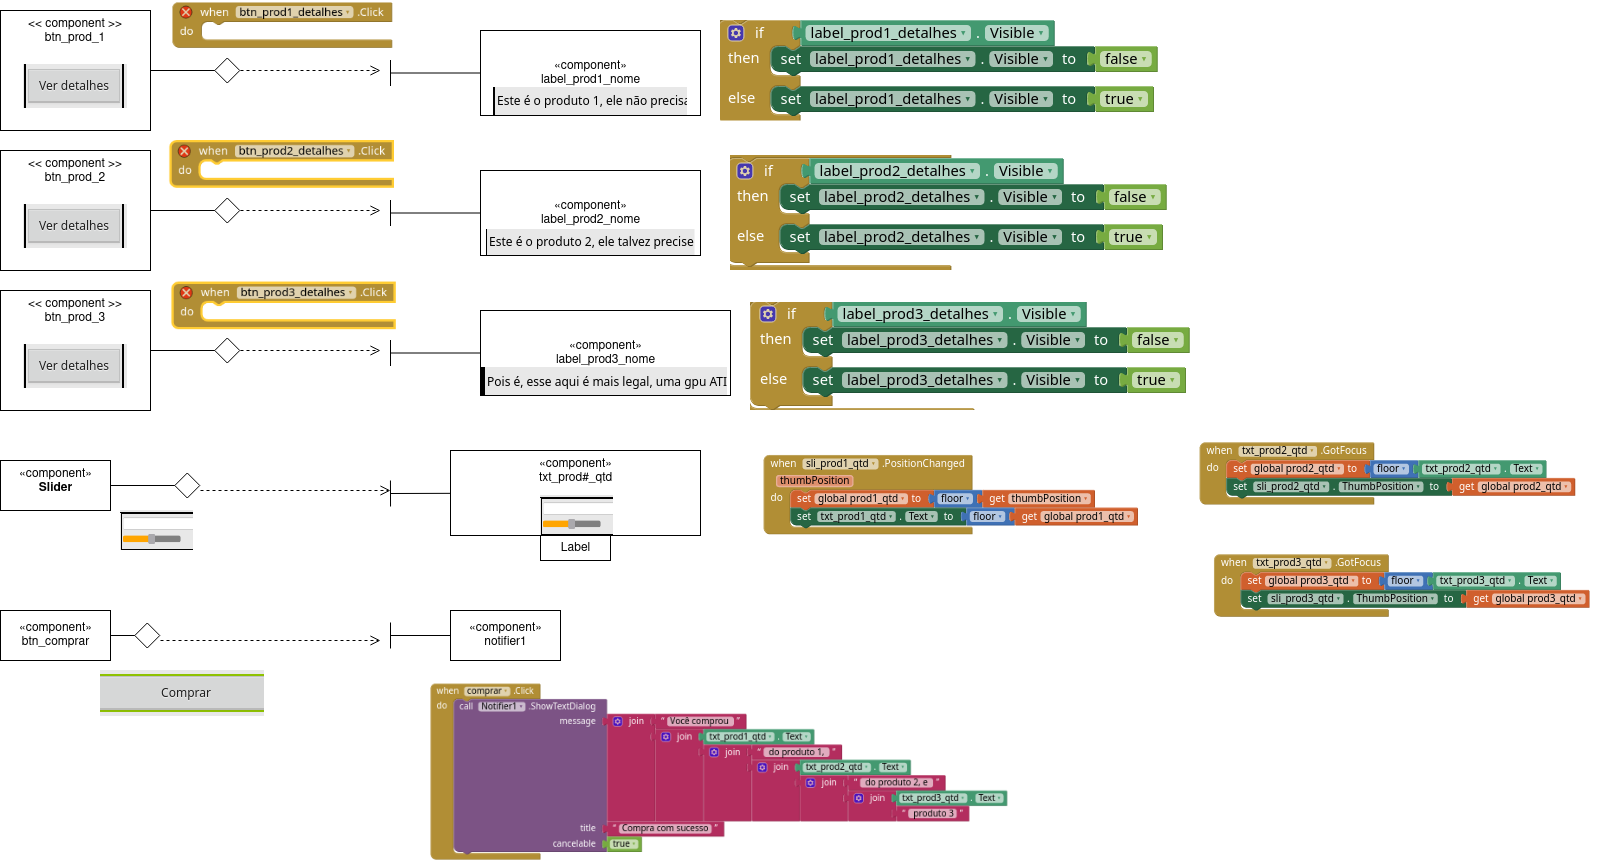 << component >>
btn_prod_1
Ver detalhes
when btn_prod1_detalhes .Click
do
«component»
label_prod1_nome
Este é o produto 1, ele não precisa
if label_prod1_detalhes . Visible
then set label_prod1_detalhes . Visible to false
else set label_prod1_detalhes . Visible to true
<< component >>
btn_prod_2
Ver detalhes
when btn_prod2_detalhes .Click
do
«component»
label_prod2_nome
Este é o produto 2, ele talvez precise
if label_prod2_detalhes . Visible
then set label_prod2_detalhes . Visible to false
else set label_prod2_detalhes . Visible to true
<< component >>
btn_prod_3
Ver detalhes
when btn_prod3_detalhes .Click
do
«component»
label_prod3_nome
Pois é, esse aqui é mais legal, uma gpu ATI
if label_prod3_detalhes . Visible
then set label_prod3_detalhes . Visible to false
else set label_prod3_detalhes . Visible to true
«component»
Slider
«component»
txt_prod#_qtd
Label
when sli_prod1_qtd .PositionChanged
thumbPosition
do set global prod1_qtd to floor get thumbPosition
set txt_prod1_qtd . Text to floor get global prod1_qtd
when txt_prod2_qtd .GotFocus
do set global prod2_qtd to floor txt_prod2_qtd . Text
set sli_prod2_qtd . ThumbPosition to get global prod2_qtd
when txt_prod3_qtd .GotFocus
do set global prod3_qtd to floor txt_prod3_qtd . Text
set sli_prod3_qtd . ThumbPosition to get global prod3_qtd
«component»
btn_comprar
Comprar
«component»
notifier1
when comprar .Click
do call Notifier1 .ShowTextDialog
message join " Você comprou "
join txt_prod1_qtd . Text
join " do produto 1, "
join txt_prod2_qtd . Text
join " do produto 2, e "
join txt_prod3_qtd . Text
" produto 3 "
title " Compra com sucesso "
cancelable true